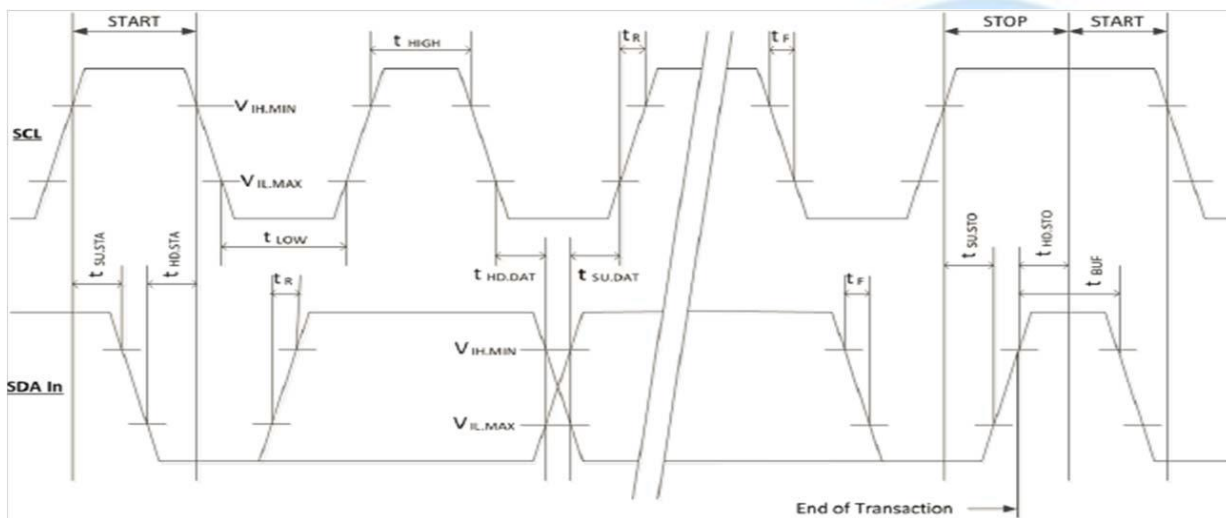 START
STOP
START
t HIGH
t R
t F
V IH.MIN
SCL
V IL.MAX
t LOW
t SU.STA
t HD.STA
t R
t HD.DAT
t SU.DAT
t F
t SU.STO
t HD.STO
t BUF
V IH.MIN
SDA In
V IL.MAX
End of Transaction